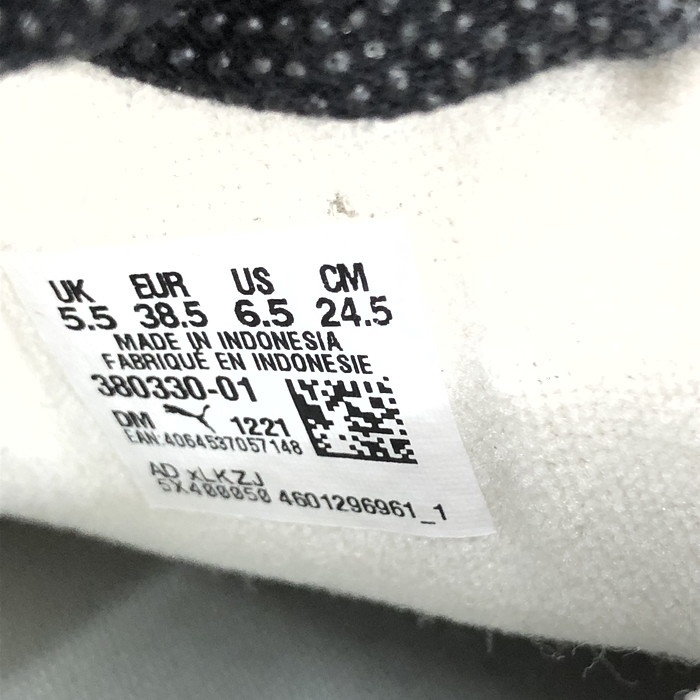 UK EUR US CM
5.5 38.5 6.5 24.5
MADE IN INDONESIA
FABRIQUÉ EN INDONESIE
380330-01
DM 1221
EAN:4064537057148
AD xLKZJ
5X400050 4601296961_1